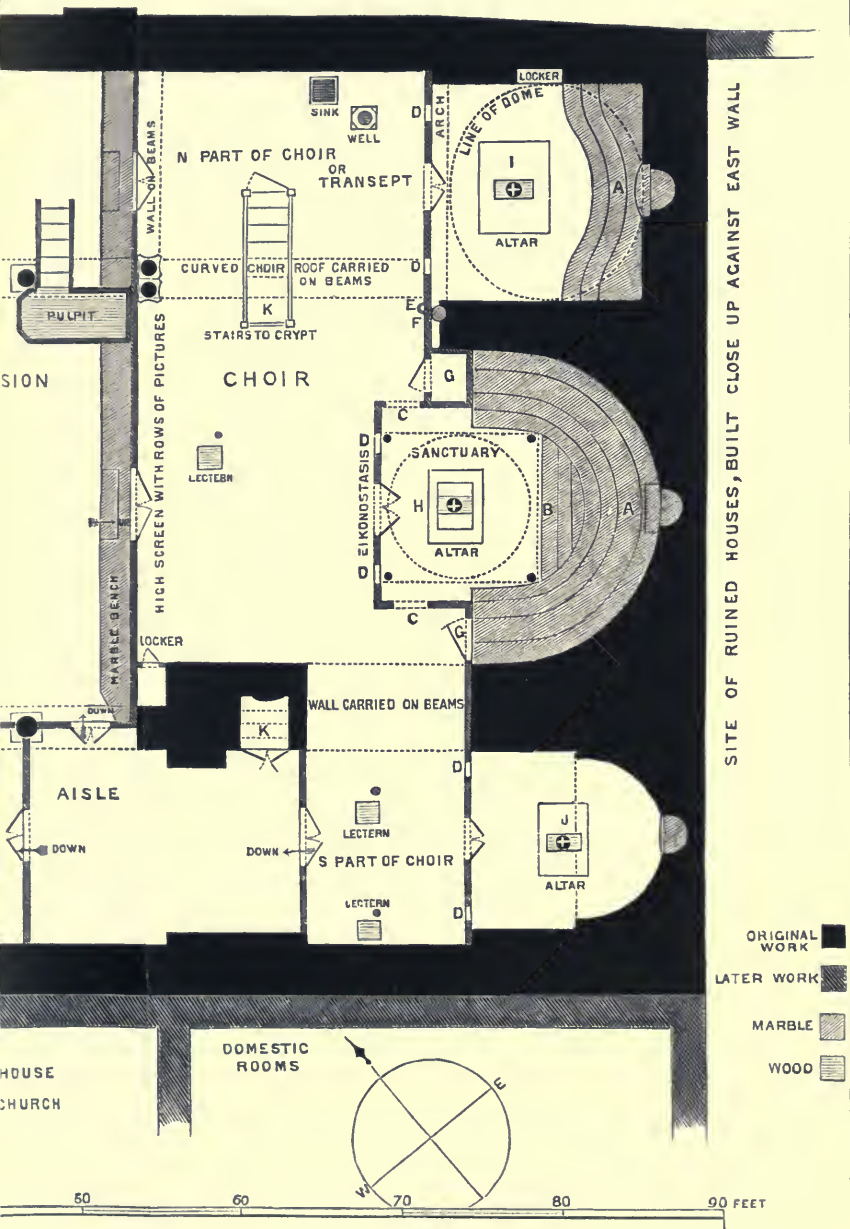 LOCKER
SINK
WELL
D
ARCH
LINE OF DOME
I
ALTAR
A
WALL ON BEAMS
N PART OF CHOIR
OR
TRANSEPT
CURVED CHOIR ROOF CARRIED
ON BEAMS
D
E
F
K
STAIRS TO CRYPT
PULPIT
SION
CHOIR
G
C
D
SANCTUARY
LECTERN
HIGH SCREEN WITH ROWS OF PICTURES
EIKONOSTASIS
H
ALTAR
B
A
D
C
G
MARBLE BENCH
LOCKER
DOWN
K
WALL CARRIED ON BEAMS
AISLE
DOWN
DOWN
D
LECTERN
S PART OF CHOIR
LECTERN
D
J
ALTAR
SITE OF RUINED HOUSES, BUILT CLOSE UP AGAINST EAST WALL
ORIGINAL
WORK
LATER WORK
MARBLE
WOOD
HOUSE
CHURCH
DOMESTIC
ROOMS
E
W
50 60 70 80 90 FEET